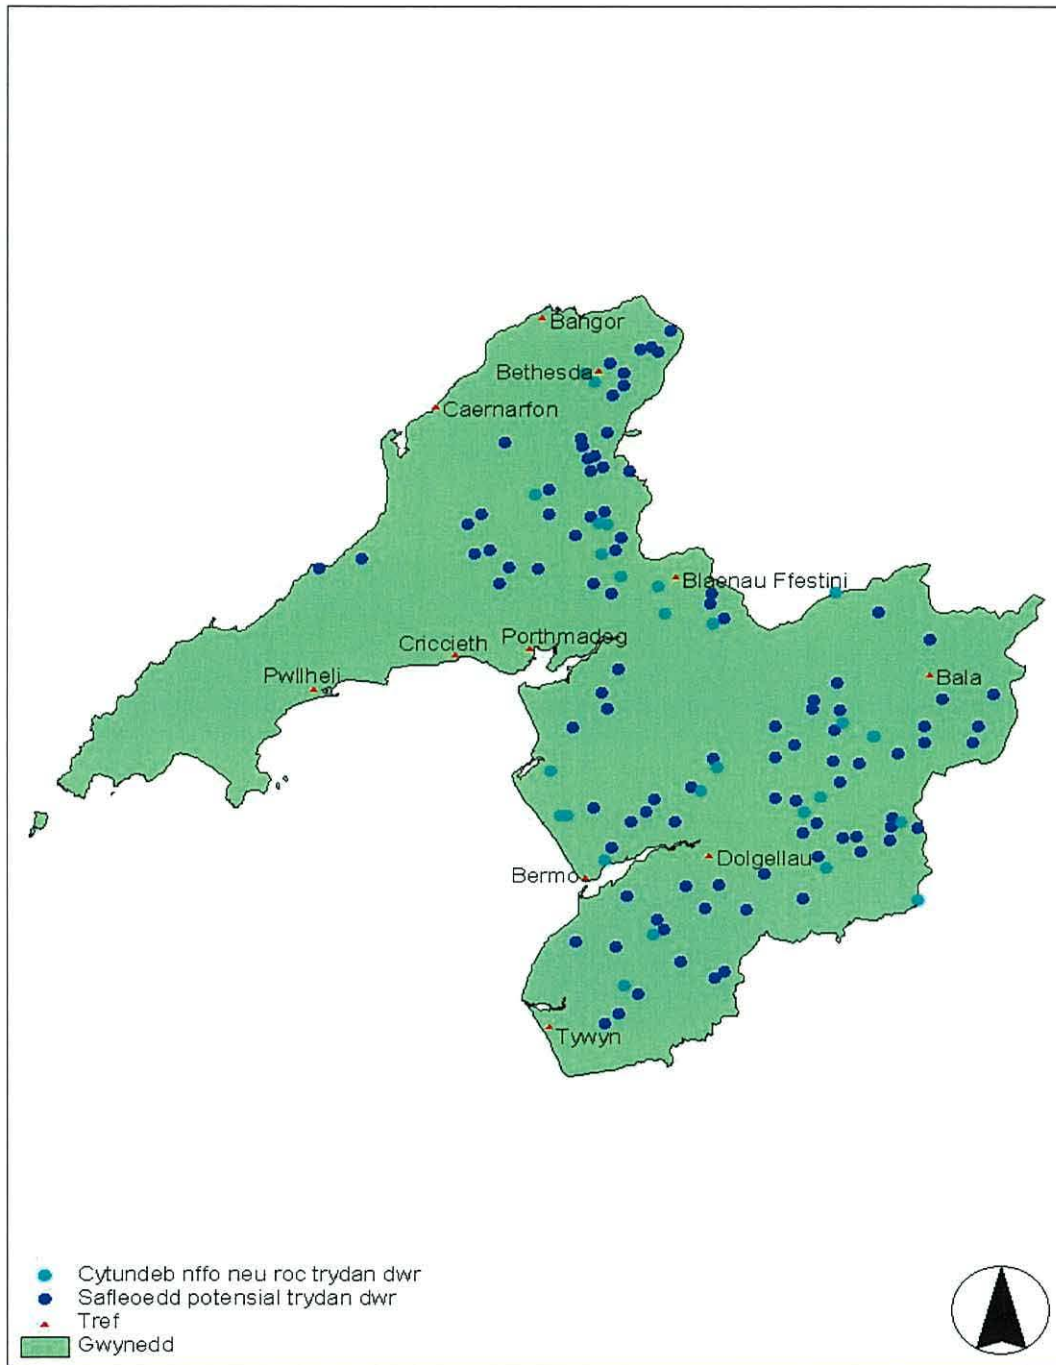 Bangor
Bethesda
Caernarfon
Blaenau Ffestini
Criccieth
Porthmadog
Pwllheli
Bala
Dolgellau
Bermo
Tywyn
Cytundeb nffo neu roc trydan dwr
Safleoedd potensial trydan dwr
Tref
Gwynedd